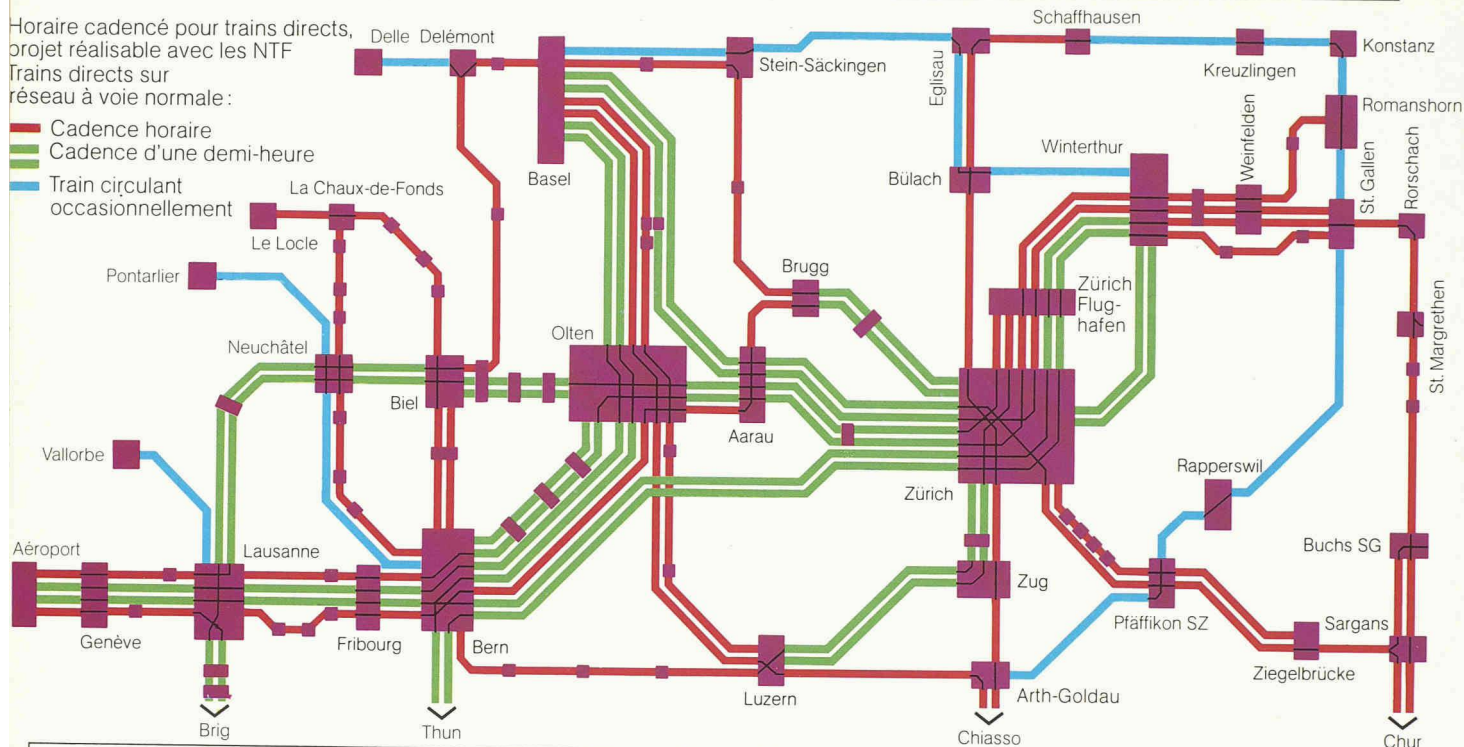 Horaire cadencé pour trains directs,
projet réalisable avec les NTF
Trains directs sur
réseau à voie normale :
Cadence horaire
Cadence d'une demi-heure
Train circulant
occasionnellement
Delle
Delémont
Basel
Stein-Säckingen
Eglisau
Schaffhausen
Kreuzlingen
Konstanz
Romanshorn
La Chaux-de-Fonds
Le Locle
Pontarlier
Neuchâtel
Biel
Olten
Brugg
Aarau
Bülach
Winterthur
Weinfelden
St. Gallen
Rorschach
Zürich
Flug-
hafen
St. Margrethen
Vallorbe
Zürich
Rapperswil
Aéroport
Genève
Lausanne
Fribourg
Bern
Zug
Pfäffikon SZ
Buchs SG
Sargans
Ziegelbrücke
Luzern
Arth-Goldau
Brig
Thun
Chiasso
Chur